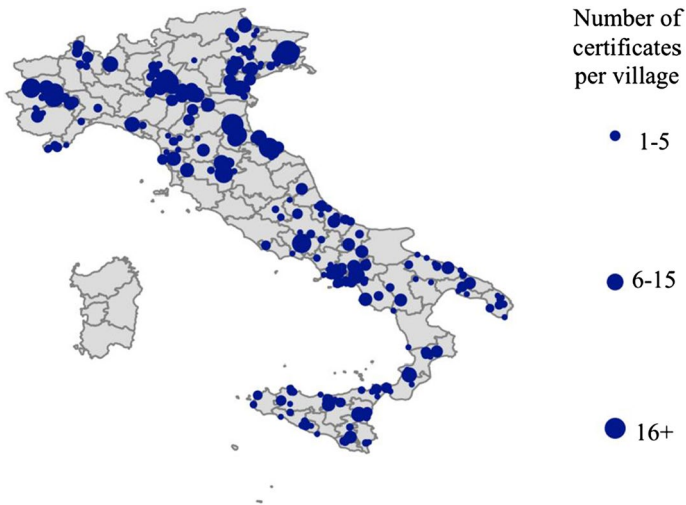 Number of
certificates
per village
1-5
6-15
16+